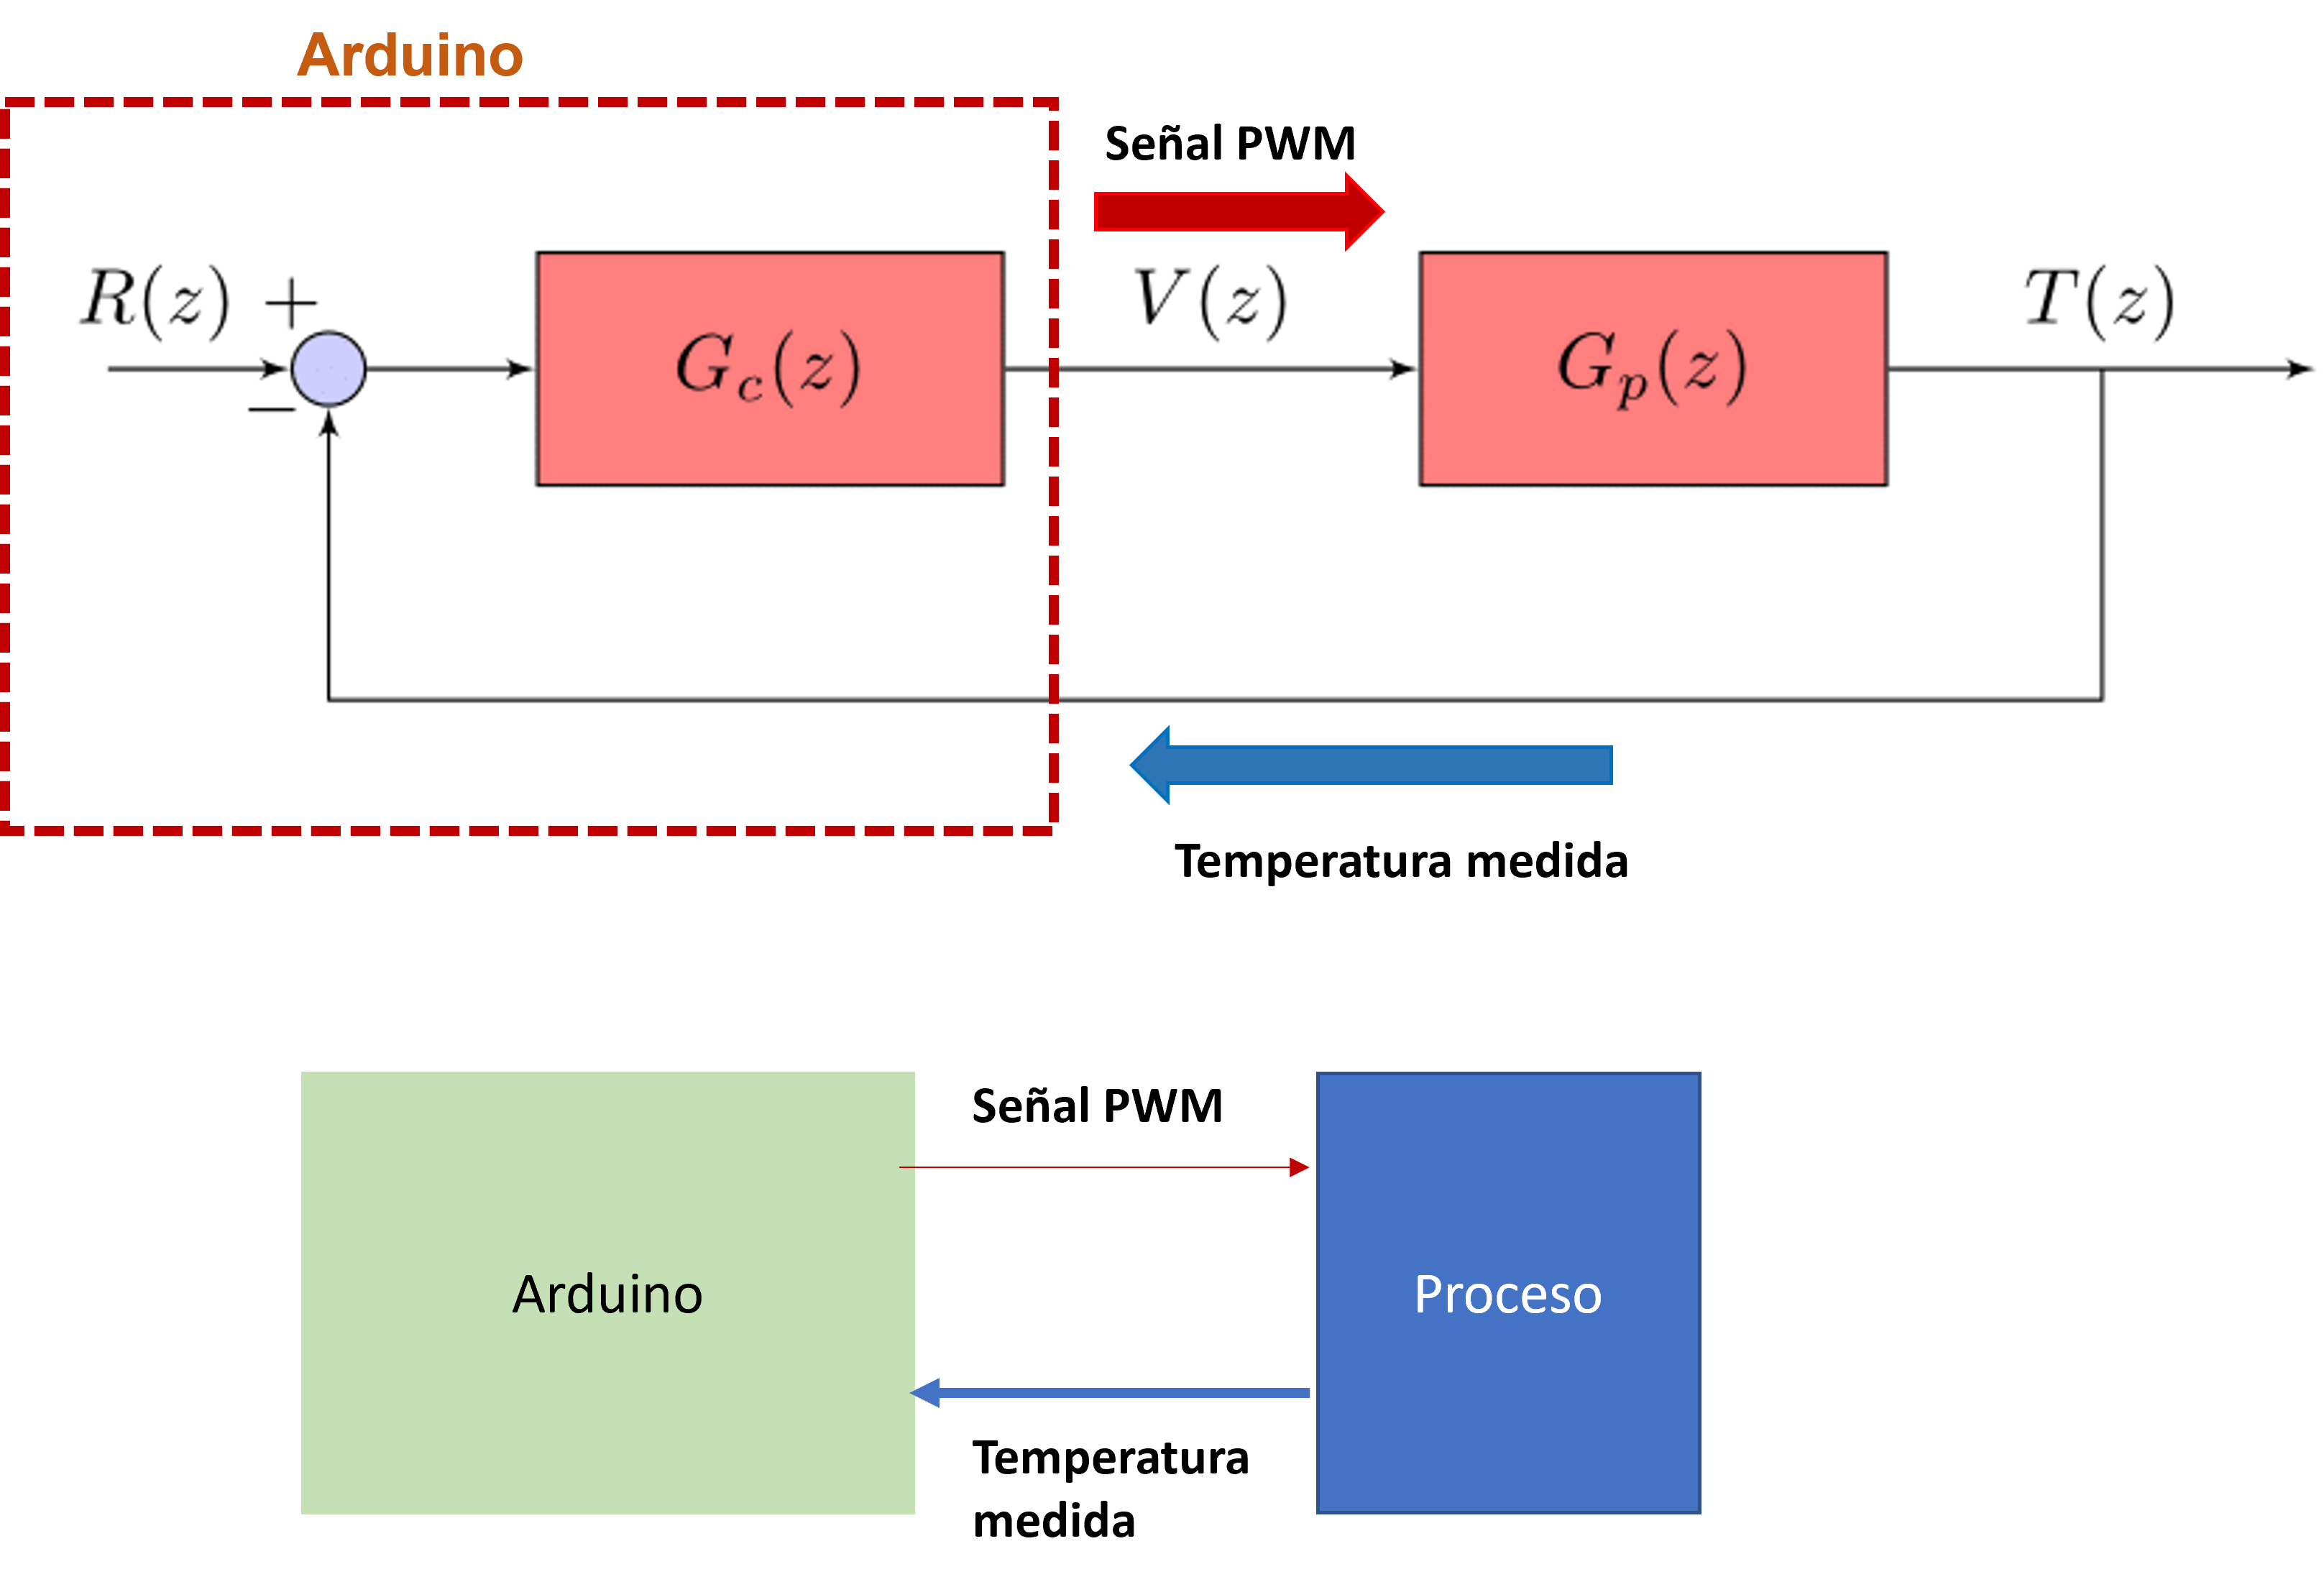 Arduino
Señal PWM
R(z) +
−
G_c(z)
V(z)
G_p(z)
T(z)
Temperatura medida
Señal PWM
Arduino
Proceso
Temperatura
medida